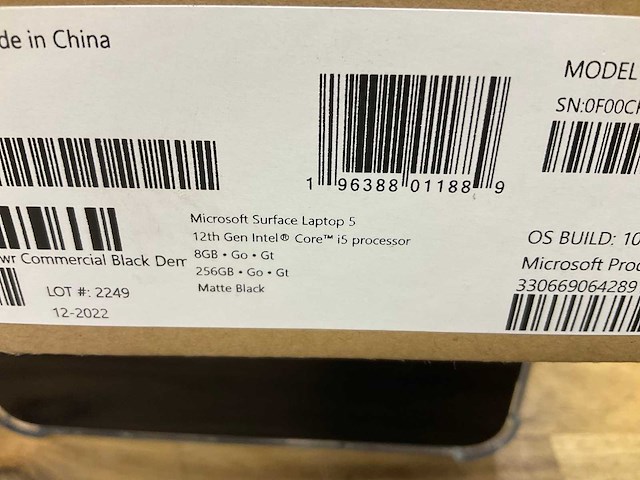 de in China
MODEL
SN:0F00C
1 96388 01188 9
Microsoft Surface Laptop 5
12th Gen Intel® Core™ i5 processor
8GB • Go • Gt
256GB • Go • Gt
Matte Black
wr Commercial Black Dem
LOT #: 2249
12-2022
OS BUILD: 10
Microsoft Proc
330669064289